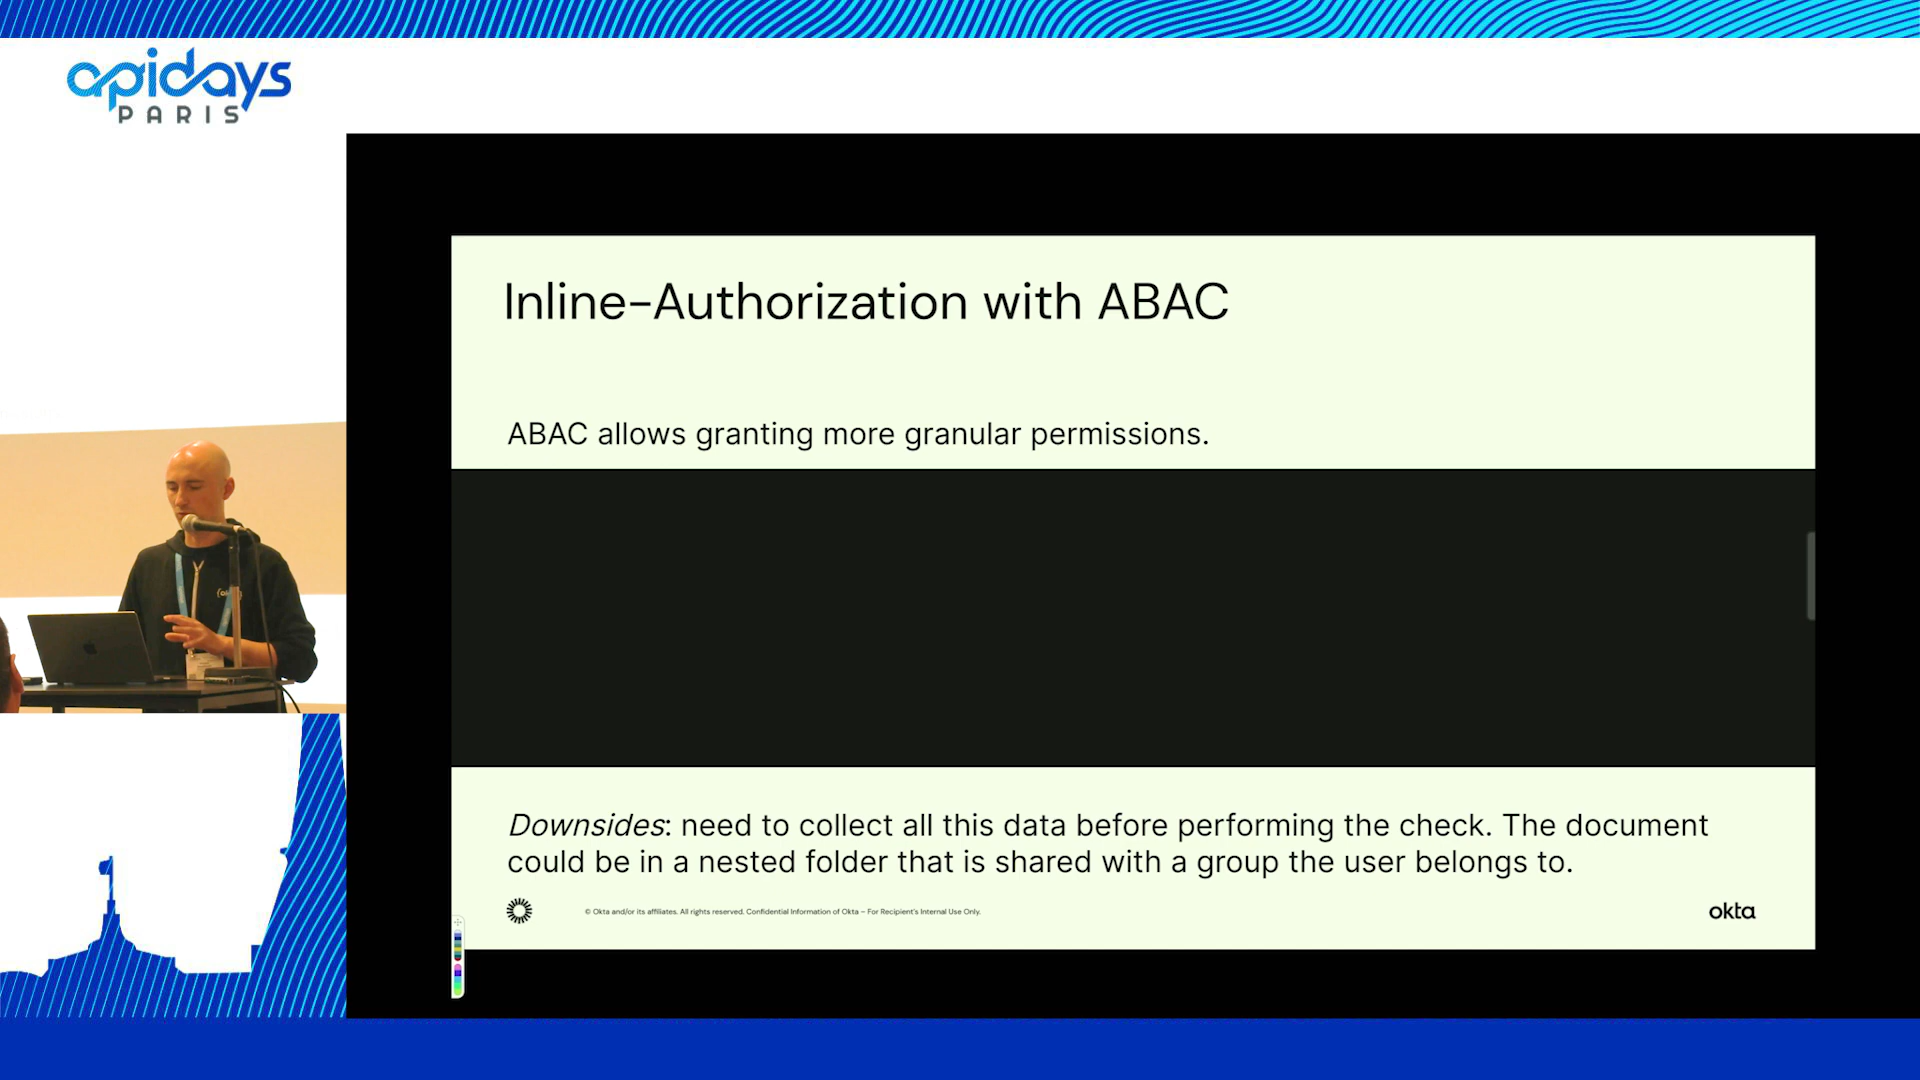 apidays
PARIS
Inline-Authorization with ABAC
ABAC allows granting more granular permissions.
Downsides: need to collect all this data before performing the check. The document
could be in a nested folder that is shared with a group the user belongs to.
© Okta and/or its affiliates. All rights reserved. Confidential Information of Okta – For Recipient's Internal Use Only.
okta